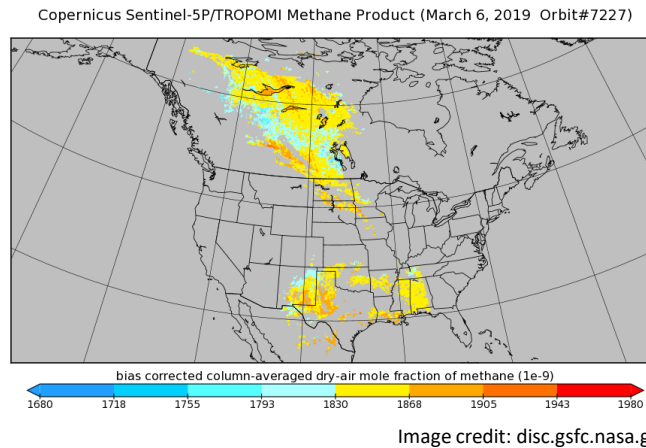 Copernicus Sentinel-5P/TROPOMI Methane Product (March 6, 2019  Orbit#7227)
bias corrected column-averaged dry-air mole fraction of methane (1e-9)
1680 1718 1755 1793 1830 1868 1905 1943 1980
Image credit: disc.gsfc.nasa.g